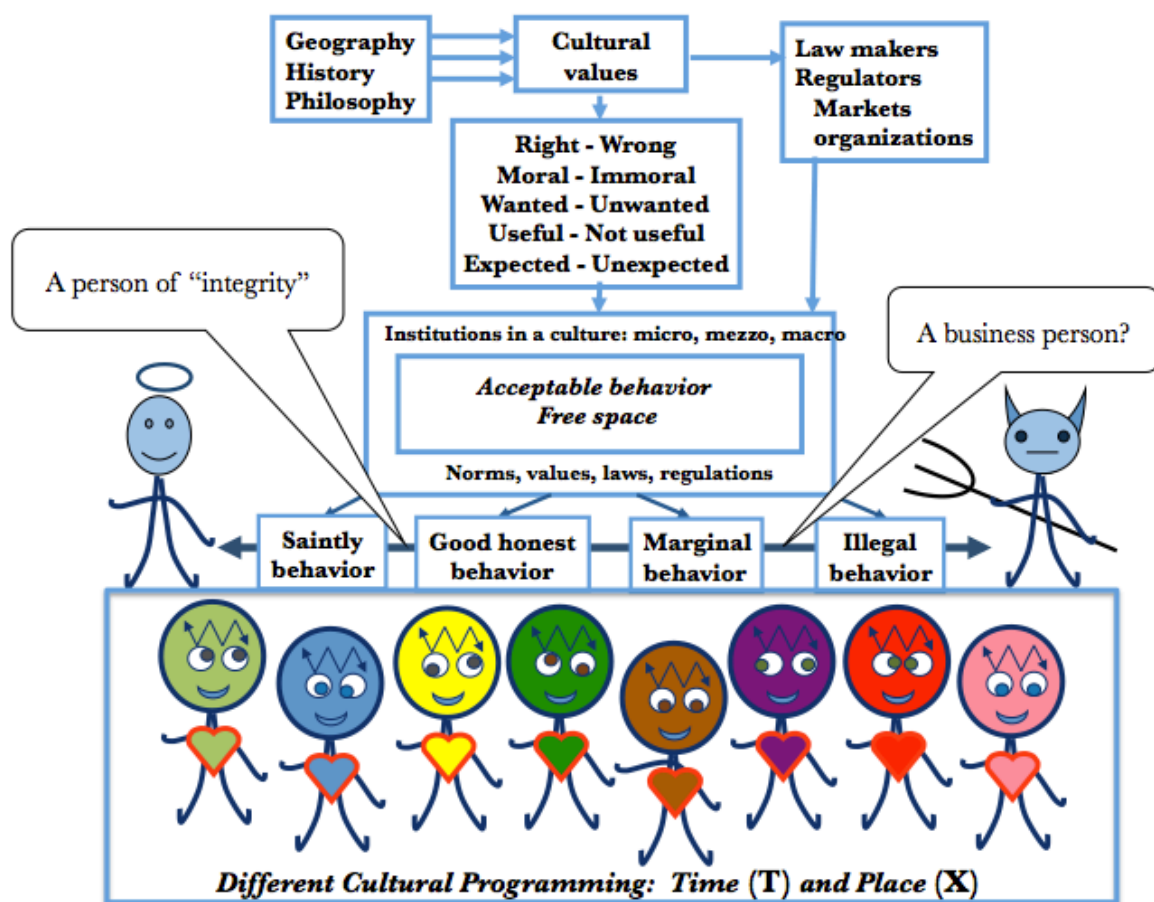 Geography
History
Philosophy
Cultural
values
Law makers
Regulators
Markets
organizations
Right - Wrong
Moral - Immoral
Wanted - Unwanted
Useful - Not useful
Expected - Unexpected
A person of “integrity”
A business person?
Institutions in a culture: micro, mezzo, macro
Acceptable behavior
Free space
Norms, values, laws, regulations
Saintly
behavior
Good honest
behavior
Marginal
behavior
Illegal
behavior
Different Cultural Programming: Time (T) and Place (X)